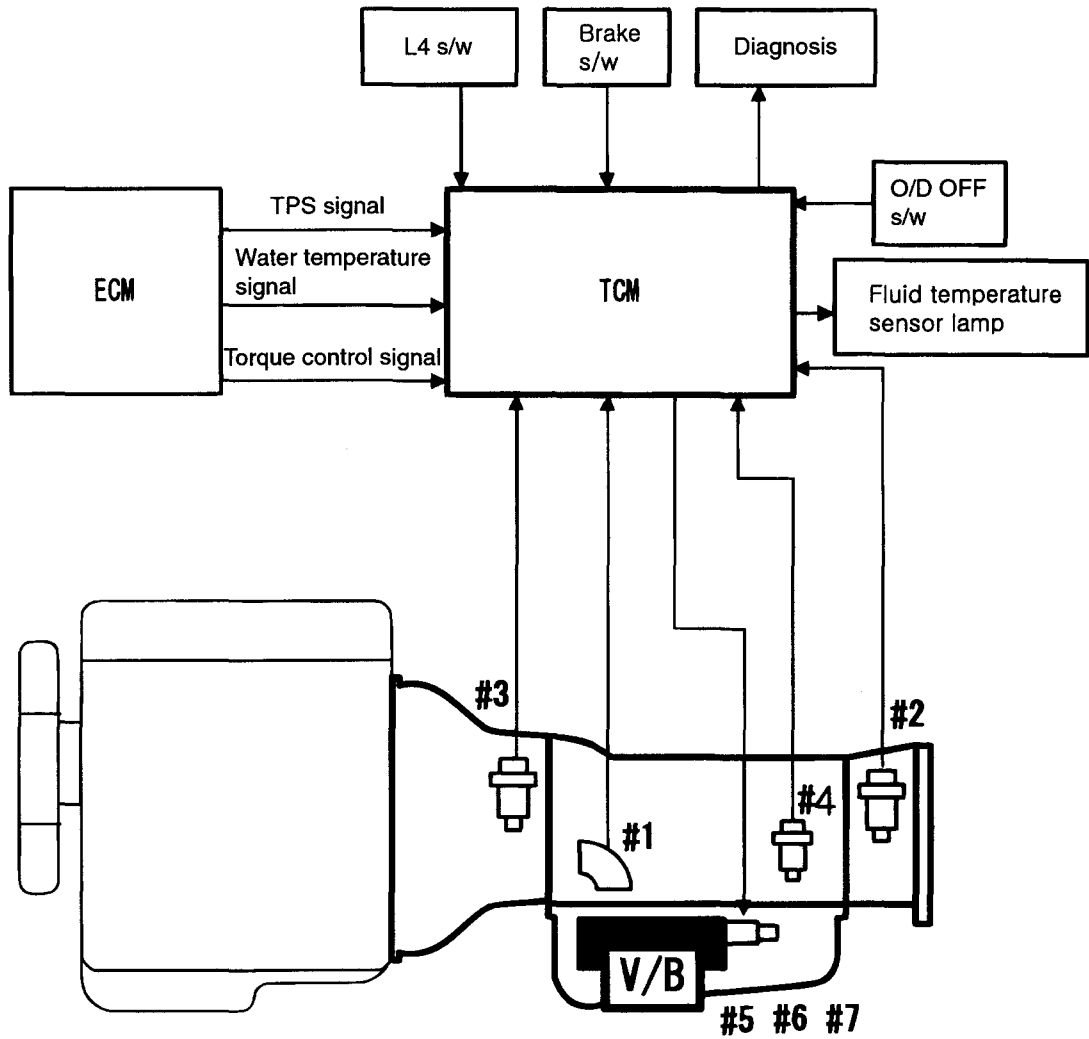 L4 s/w
Brake
s/w
Diagnosis
O/D OFF
s/w
TPS signal
Water temperature
signal
Torque control signal
ECM
TCM
Fluid temperature
sensor lamp
#3
#2
#4
#1
V/B
#5 #6 #7